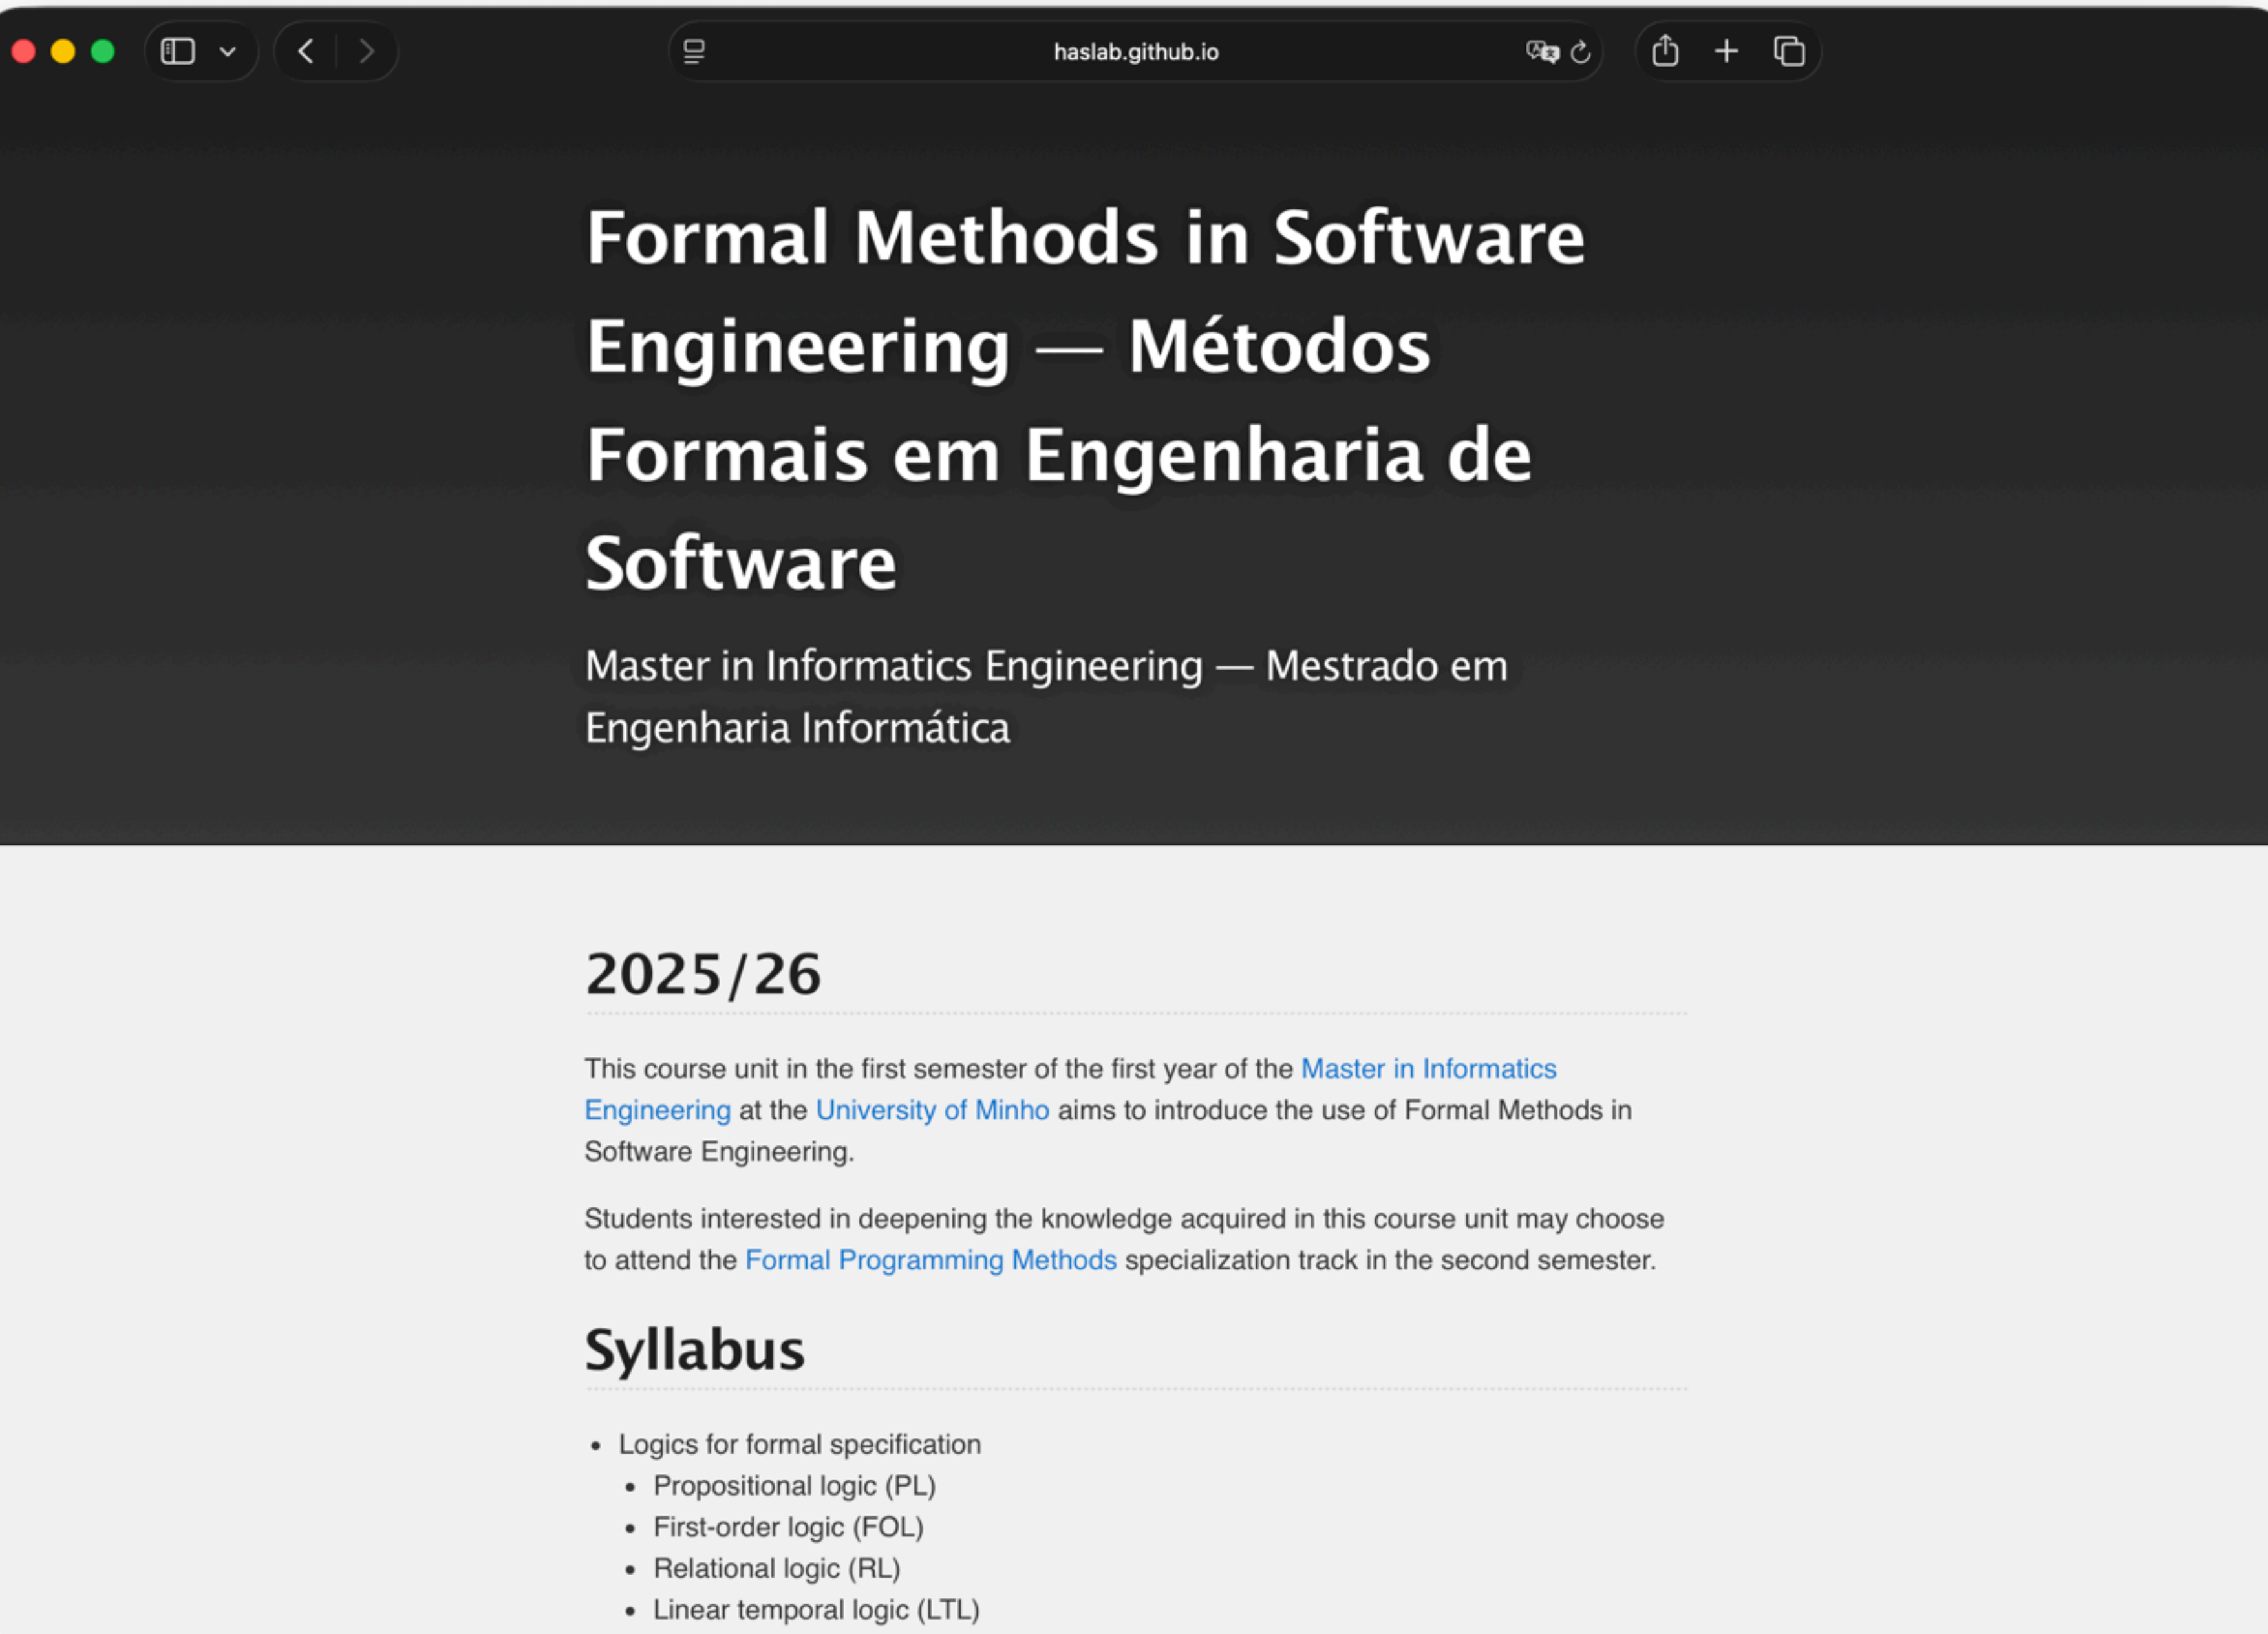 haslab.github.io
Formal Methods in Software
Engineering — Métodos
Formais em Engenharia de
Software
Master in Informatics Engineering — Mestrado em
Engenharia Informática
2025/26
This course unit in the first semester of the first year of the Master in Informatics
Engineering at the University of Minho aims to introduce the use of Formal Methods in
Software Engineering.
Students interested in deepening the knowledge acquired in this course unit may choose
to attend the Formal Programming Methods specialization track in the second semester.
Syllabus
• Logics for formal specification
• Propositional logic (PL)
• First-order logic (FOL)
• Relational logic (RL)
• Linear temporal logic (LTL)